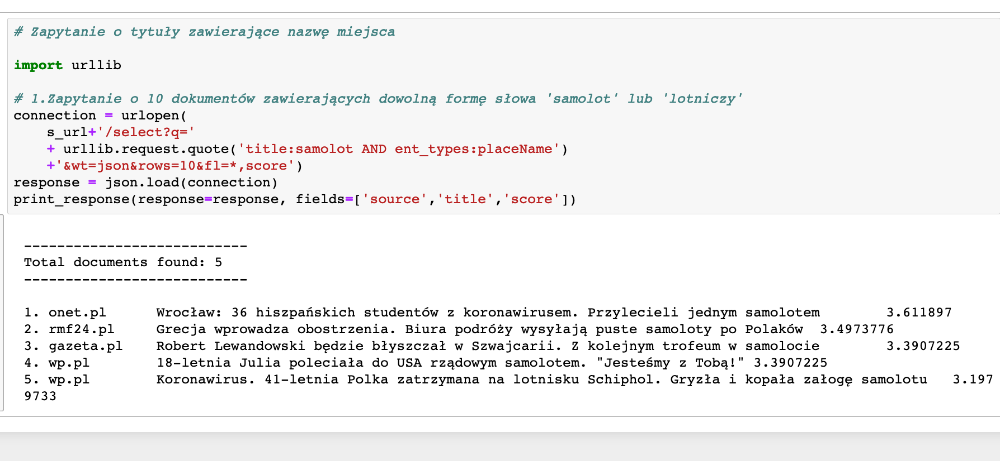 # Zapytanie o tytuły zawierające nazwę miejsca
import urllib
# 1.Zapytanie o 10 dokumentów zawierających dowolną formę słowa 'samolot' lub 'lotniczy'
connection = urlopen(
    s_url+'/select?q='
    + urllib.request.quote('title:samolot AND ent_types:placeName')
    +'&wt=json&rows=10&fl=*,score')
response = json.load(connection)
print_response(response=response, fields=['source','title','score'])
---------------------------
Total documents found: 5
---------------------------
1. onet.pl      Wrocław: 36 hiszpańskich studentów z koronawirusem. Przylecieli jednym samolotem        3.611897
2. rmf24.pl     Grecja wprowadza obostrzenia. Biura podróży wysyłają puste samoloty po Polaków  3.4973776
3. gazeta.pl    Robert Lewandowski będzie błyszczał w Szwajcarii. Z kolejnym trofeum w samolocie        3.3907225
4. wp.pl        18-letnia Julia poleciała do USA rządowym samolotem. "Jesteśmy z Tobą!" 3.3907225
5. wp.pl        Koronawirus. 41-letnia Polka zatrzymana na lotnisku Schiphol. Gryzła i kopała załogę samolotu   3.197
9733